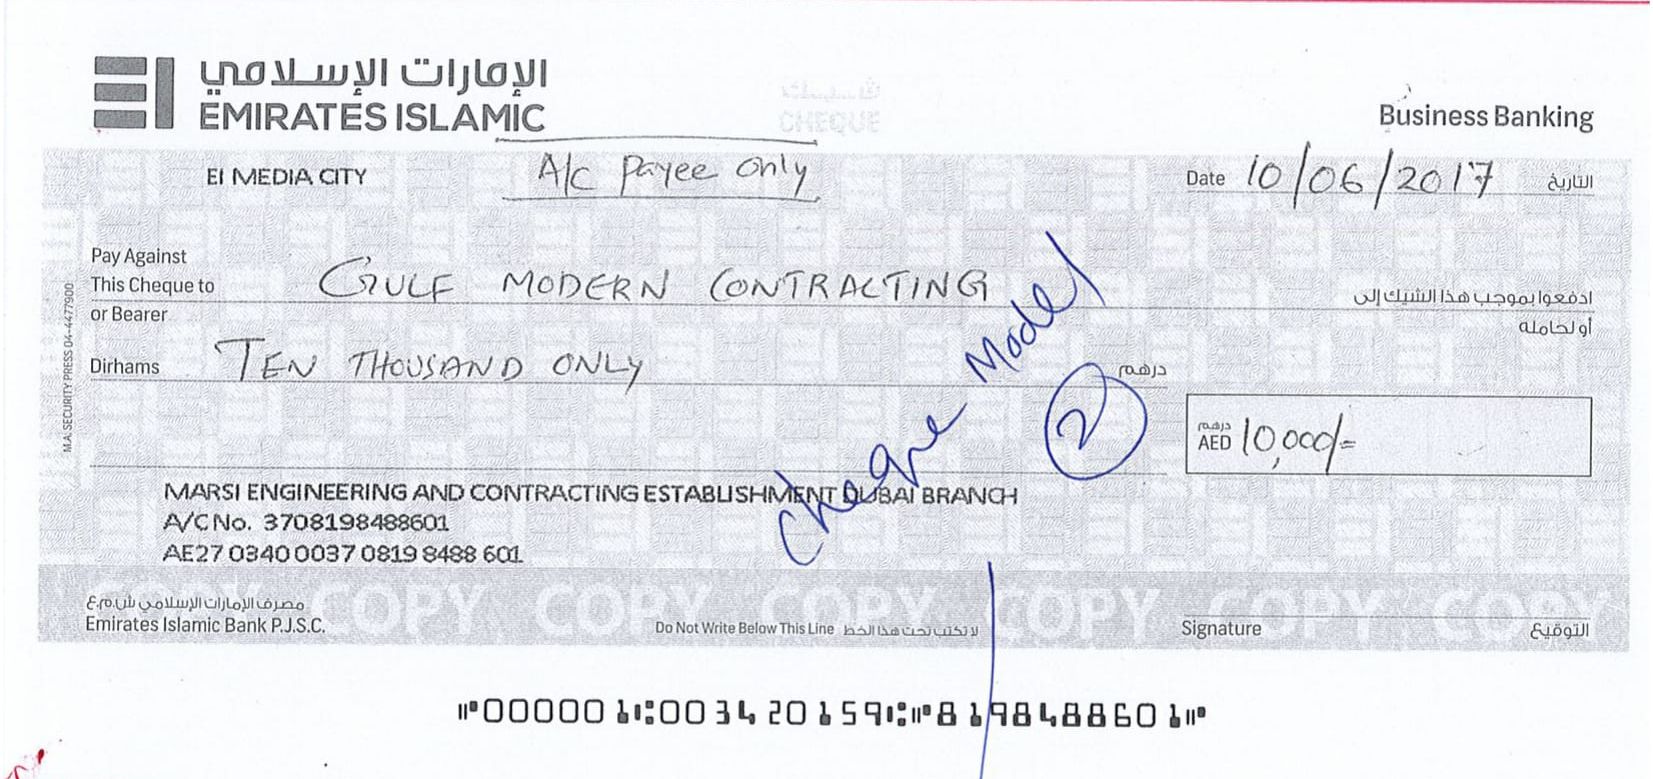 الإمارات الإسلامي
EMIRATES ISLAMIC
شيك
CHEQUE
Business Banking
EI MEDIA CITY
A/c Payee only
Date 10/06/2017 التاريخ
Pay Against
This Cheque to GULF MODERN CONTRACTING ادفعوا بموجب هذا الشيك إلى
or Bearer أو لحامله
Dirhams TEN THOUSAND ONLY درهم
درهم
AED 10,000/=
Cheque Model
2
M.A. SECURITY PRESS 04-4477900
MARSI ENGINEERING AND CONTRACTING ESTABLISHMENT DUBAI BRANCH
A/C No. 3708198488601
AE27 0340 0037 0819 8488 601
COPY COPY COPY COPY COPY COPY
مصرف الإمارات الإسلامي ش.م.ع
Emirates Islamic Bank P.J.S.C.
Do Not Write Below This Line لا تكتب تحت هذا الخط
Signature التوقيع
⑈000001⑆003420159⑆⑈8198488601⑈